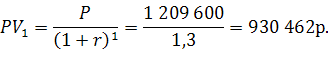 PV₁ = P / (1 + r)¹ = 1 209 600 / 1,3 = 930 462р.